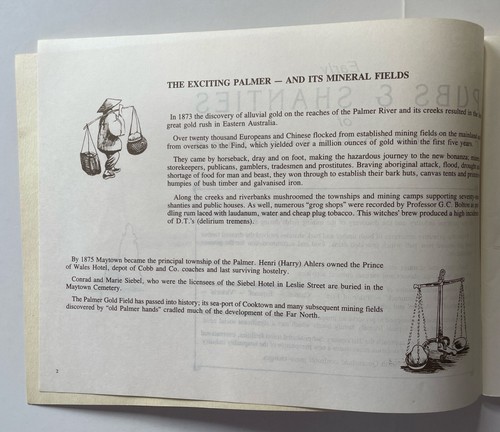 THE EXCITING PALMER — AND ITS MINERAL FIELDS
In 1873 the discovery of alluvial gold on the reaches of the Palmer River and its creeks resulted in the
great gold rush in Eastern Australia.
Over twenty thousand Europeans and Chinese flocked from established mining fields on the mainland
from overseas to the Find, which yielded over a million ounces of gold within the first five years.
They came by horseback, dray and on foot, making the hazardous journey to the new bonanza,
storekeepers, publicans, gamblers, tradesmen and prostitutes. Braving aboriginal attack, flood,
shortage of food for man and beast, they won through to establish their bark huts, canvas tents and
humpies of bush timber and galvanised iron.
Along the creeks and riverbanks mushroomed the townships and mining camps supporting
shanties and public houses. As well, numerous "grog shops" were recorded by Professor G.C. Bolton
dling rum laced with laudanum, water and cheap plug tobacco. This witches' brew produced a high
of D.T.'s (delirium tremens).
By 1875 Maytown became the principal township of the Palmer. Henri (Harry) Ahlers owned the Prince
of Wales Hotel, depot of Cobb and Co. coaches and last surviving hostelry.
Conrad and Marie Siebel, who were the licensees of the Siebel Hotel in Leslie Street are buried in the
Maytown Cemetery.
The Palmer Gold Field has passed into history; its sea-port of Cooktown and many subsequent mining fields
discovered by "old Palmer hands" cradled much of the development of the Far North.
2